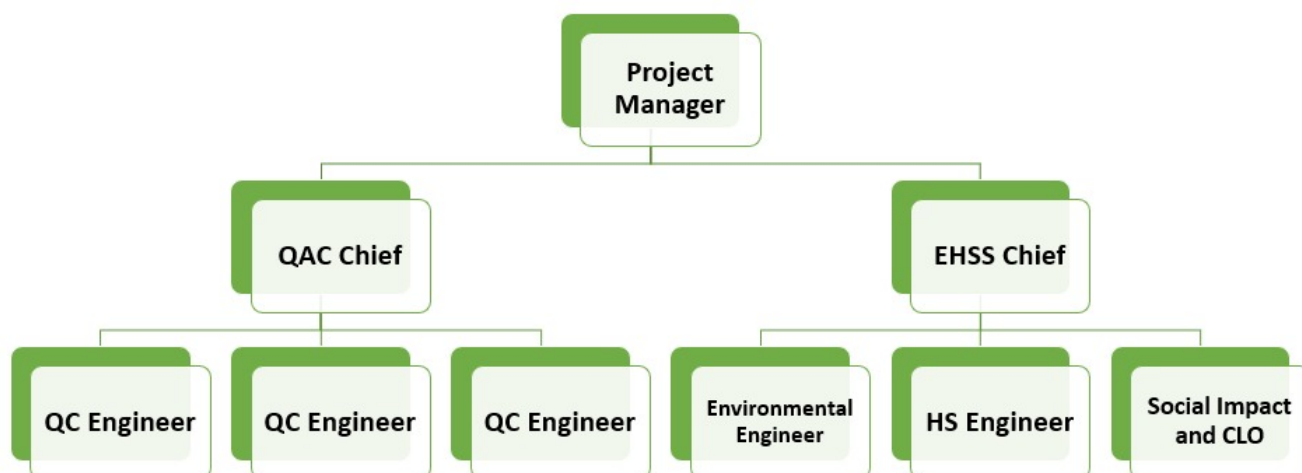 Project
Manager
QAC Chief
EHSS Chief
QC Engineer
QC Engineer
QC Engineer
Environmental
Engineer
HS Engineer
Social Impact
and CLO